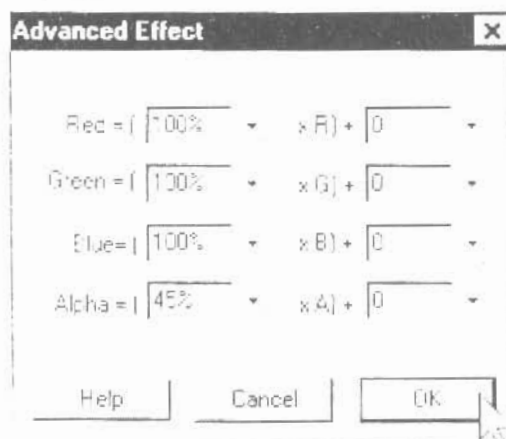 Advanced Effect
Red = ( 100% x R) + 0
Green = ( 100% x G) + 0
Blue= ( 100% x B) + 0
Alpha = ( 45% x A) + 0
Help Cancel OK